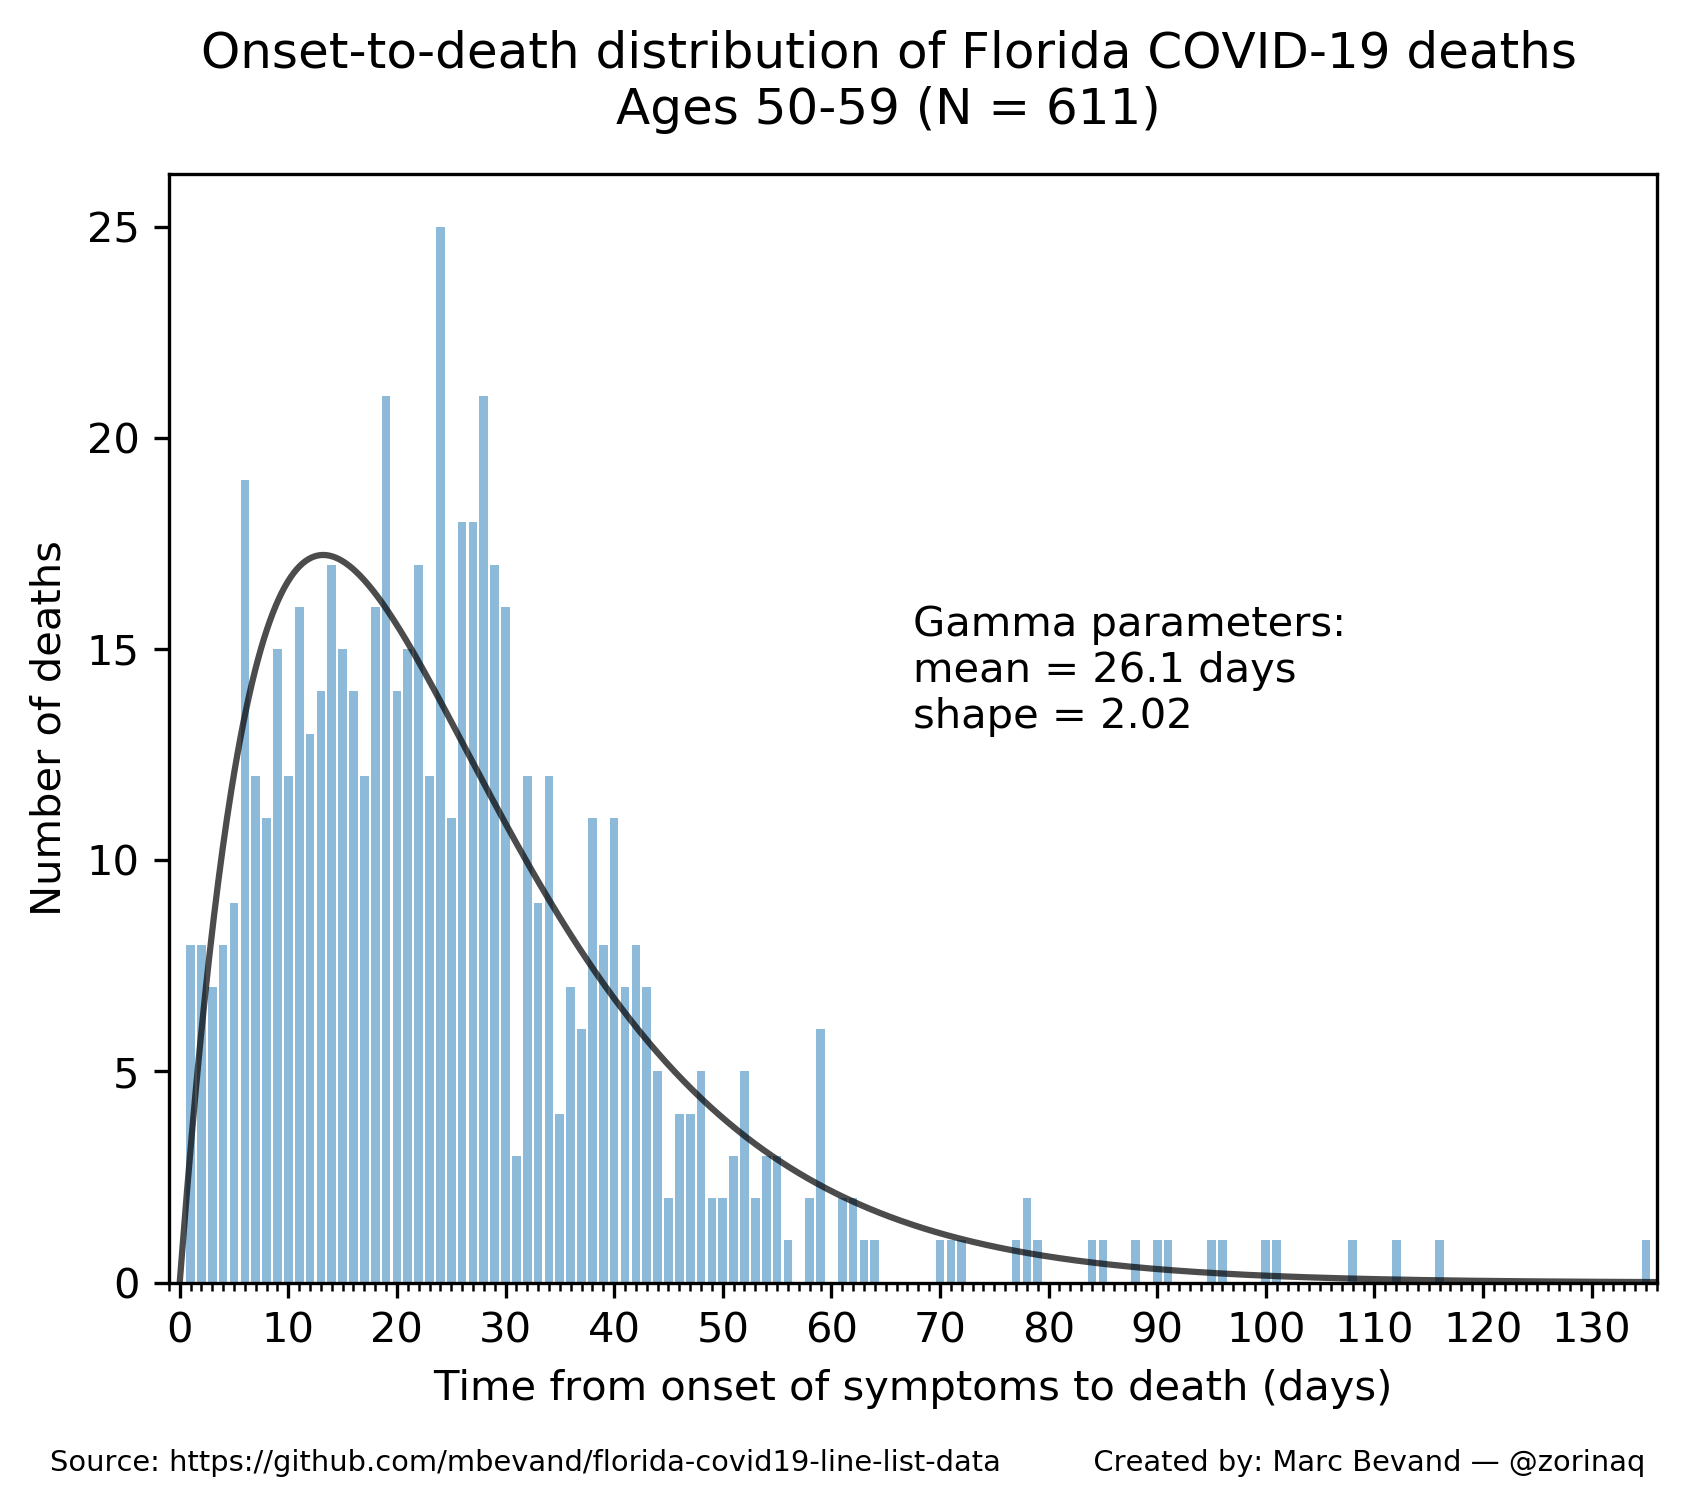 Onset-to-death distribution of Florida COVID-19 deaths
Ages 50-59 (N = 611)
25
20
15
10
5
0
Number of deaths
Gamma parameters:
mean = 26.1 days
shape = 2.02
0 10 20 30 40 50 60 70 80 90 100 110 120 130
Time from onset of symptoms to death (days)
Source: https://github.com/mbevand/florida-covid19-line-list-data Created by: Marc Bevand — @zorinaq